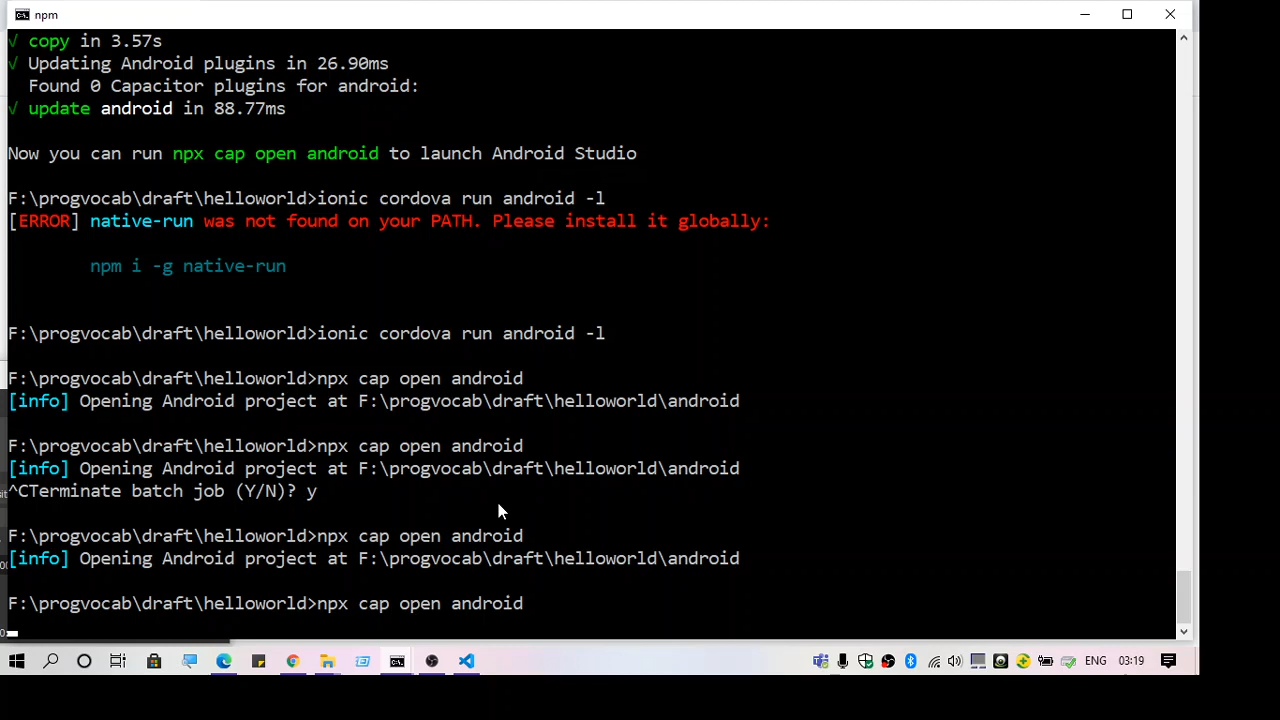 npm
√ copy in 3.57s
√ Updating Android plugins in 26.90ms
Found 0 Capacitor plugins for android:
√ update android in 88.77ms
Now you can run npx cap open android to launch Android Studio
F:\progvocab\draft\helloworld>ionic cordova run android -l
[ERROR] native-run was not found on your PATH. Please install it globally:
npm i -g native-run
F:\progvocab\draft\helloworld>ionic cordova run android -l
F:\progvocab\draft\helloworld>npx cap open android
[info] Opening Android project at F:\progvocab\draft\helloworld\android
F:\progvocab\draft\helloworld>npx cap open android
[info] Opening Android project at F:\progvocab\draft\helloworld\android
^CTerminate batch job (Y/N)? y
F:\progvocab\draft\helloworld>npx cap open android
[info] Opening Android project at F:\progvocab\draft\helloworld\android
F:\progvocab\draft\helloworld>npx cap open android
ENG 03:19